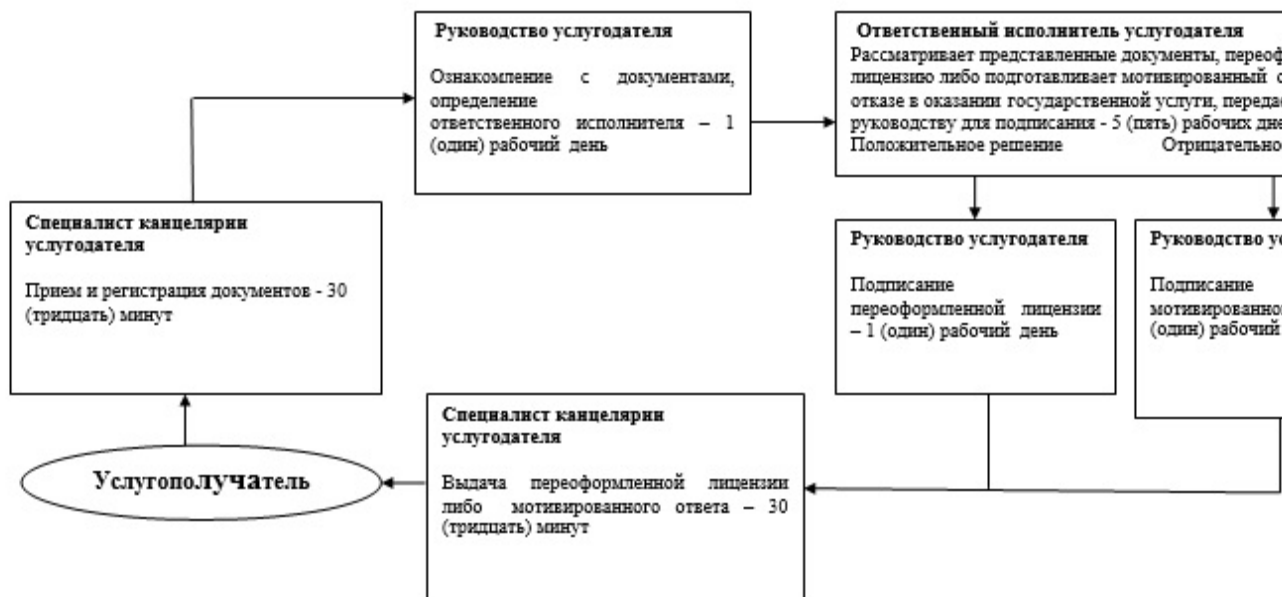 Руководство услугодателя
Ознакомление с документами,
определение
ответственного исполнителя – 1
(один) рабочий день
Ответственный исполнитель услугодателя
Рассматривает представленные документы,
лицензию либо подготавливает мотивированный
отказе в оказании государственной услуги,
руководству для подписания - 5 (пять) рабочих
Положительное решение
Специалист канцелярии
услугодателя
Прием и регистрация документов - 30
(тридцать) минут
Руководство услугодателя
Подписание
переоформленной лицензии
– 1 (один) рабочий день
Руководство
Подписание
(один) рабочий
Специалист канцелярии
услугодателя
Выдача переоформленной лицензии
либо мотивированного ответа – 30
(тридцать) минут
Услугополучатель